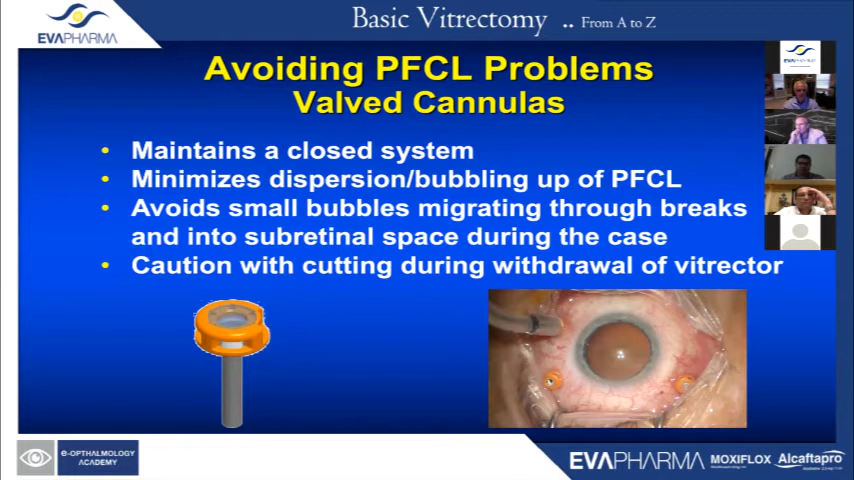 Basic Vitrectomy .. From A to Z
EVAPHARMA
Avoiding PFCL Problems
Valved Cannulas
• Maintains a closed system
• Minimizes dispersion/bubbling up of PFCL
• Avoids small bubbles migrating through breaks
and into subretinal space during the case
• Caution with cutting during withdrawal of vitrector
e-OPTHALMOLOGY
ACADEMY
EVAPHARMA MOXIFLOX Alcaftapro